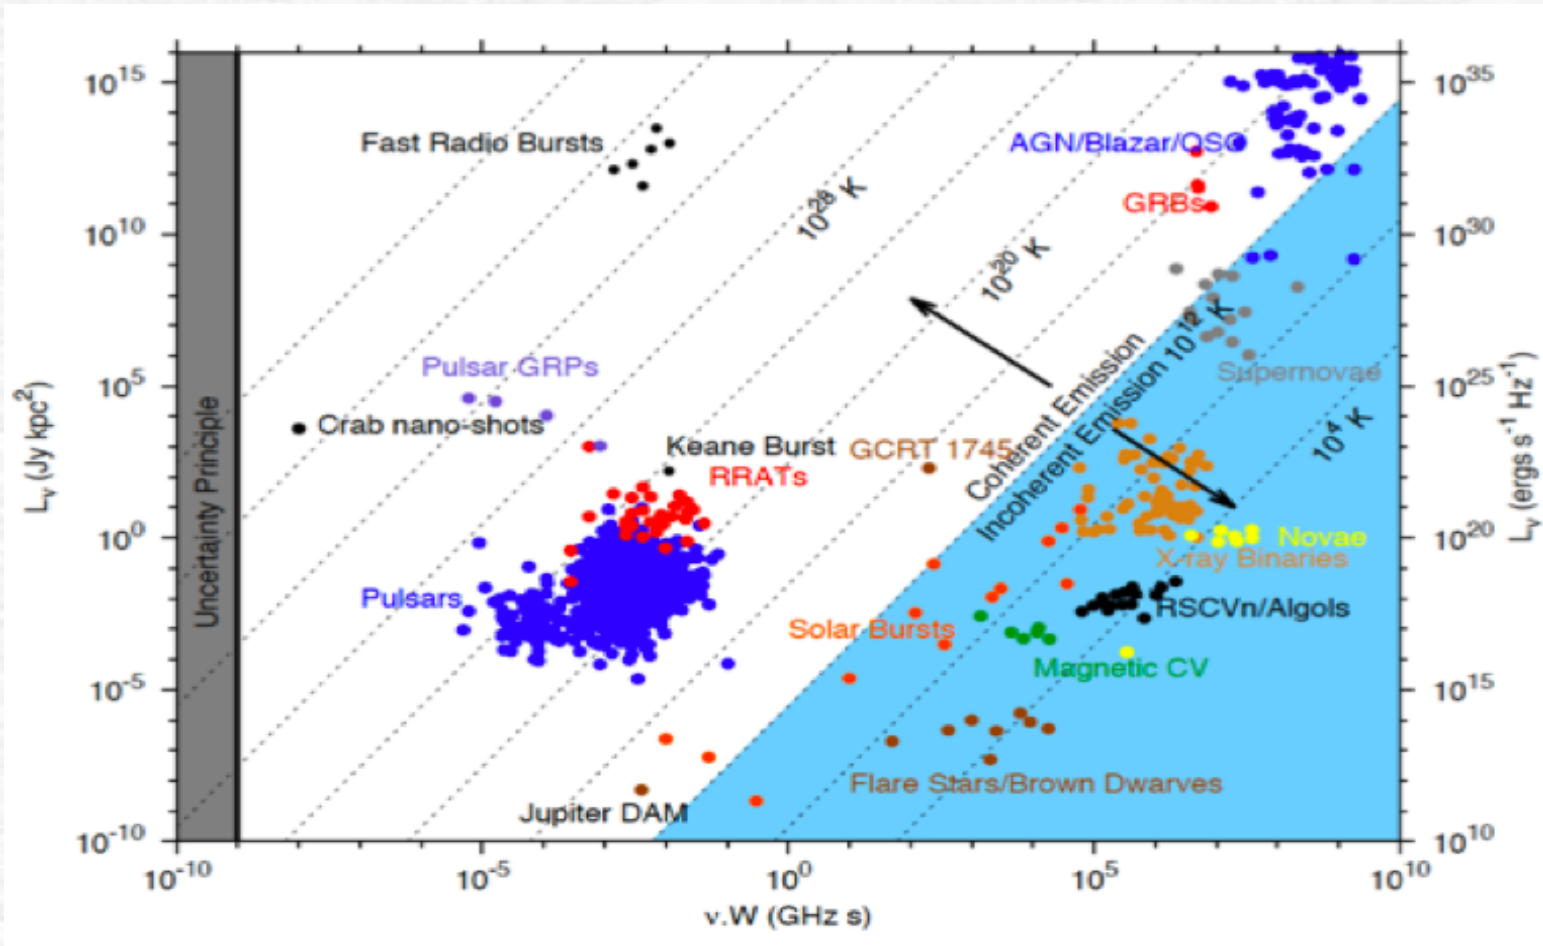 10^15
10^10
10^5
10^0
10^-5
10^-10
L_ν (Jy kpc^2)
Uncertainty Principle
Fast Radio Bursts
AGN/Blazar/QSO
GRBs
10^28 K
10^20 K
Pulsar GRPs
Crab nano-shots
Keane Burst
RRATs
GCRT 1745
Coherent Emission
Incoherent Emission 10^12 K
Supernovae
10^4 K
Novae
X-ray Binaries
RSCVn/Algols
Pulsars
Solar Bursts
Magnetic CV
Flare Stars/Brown Dwarves
Jupiter DAM
10^35
10^30
10^25
10^20
10^15
10^10
L_ν (ergs s^-1 Hz^-1)
10^-10
10^-5
10^0
10^5
10^10
ν.W (GHz s)